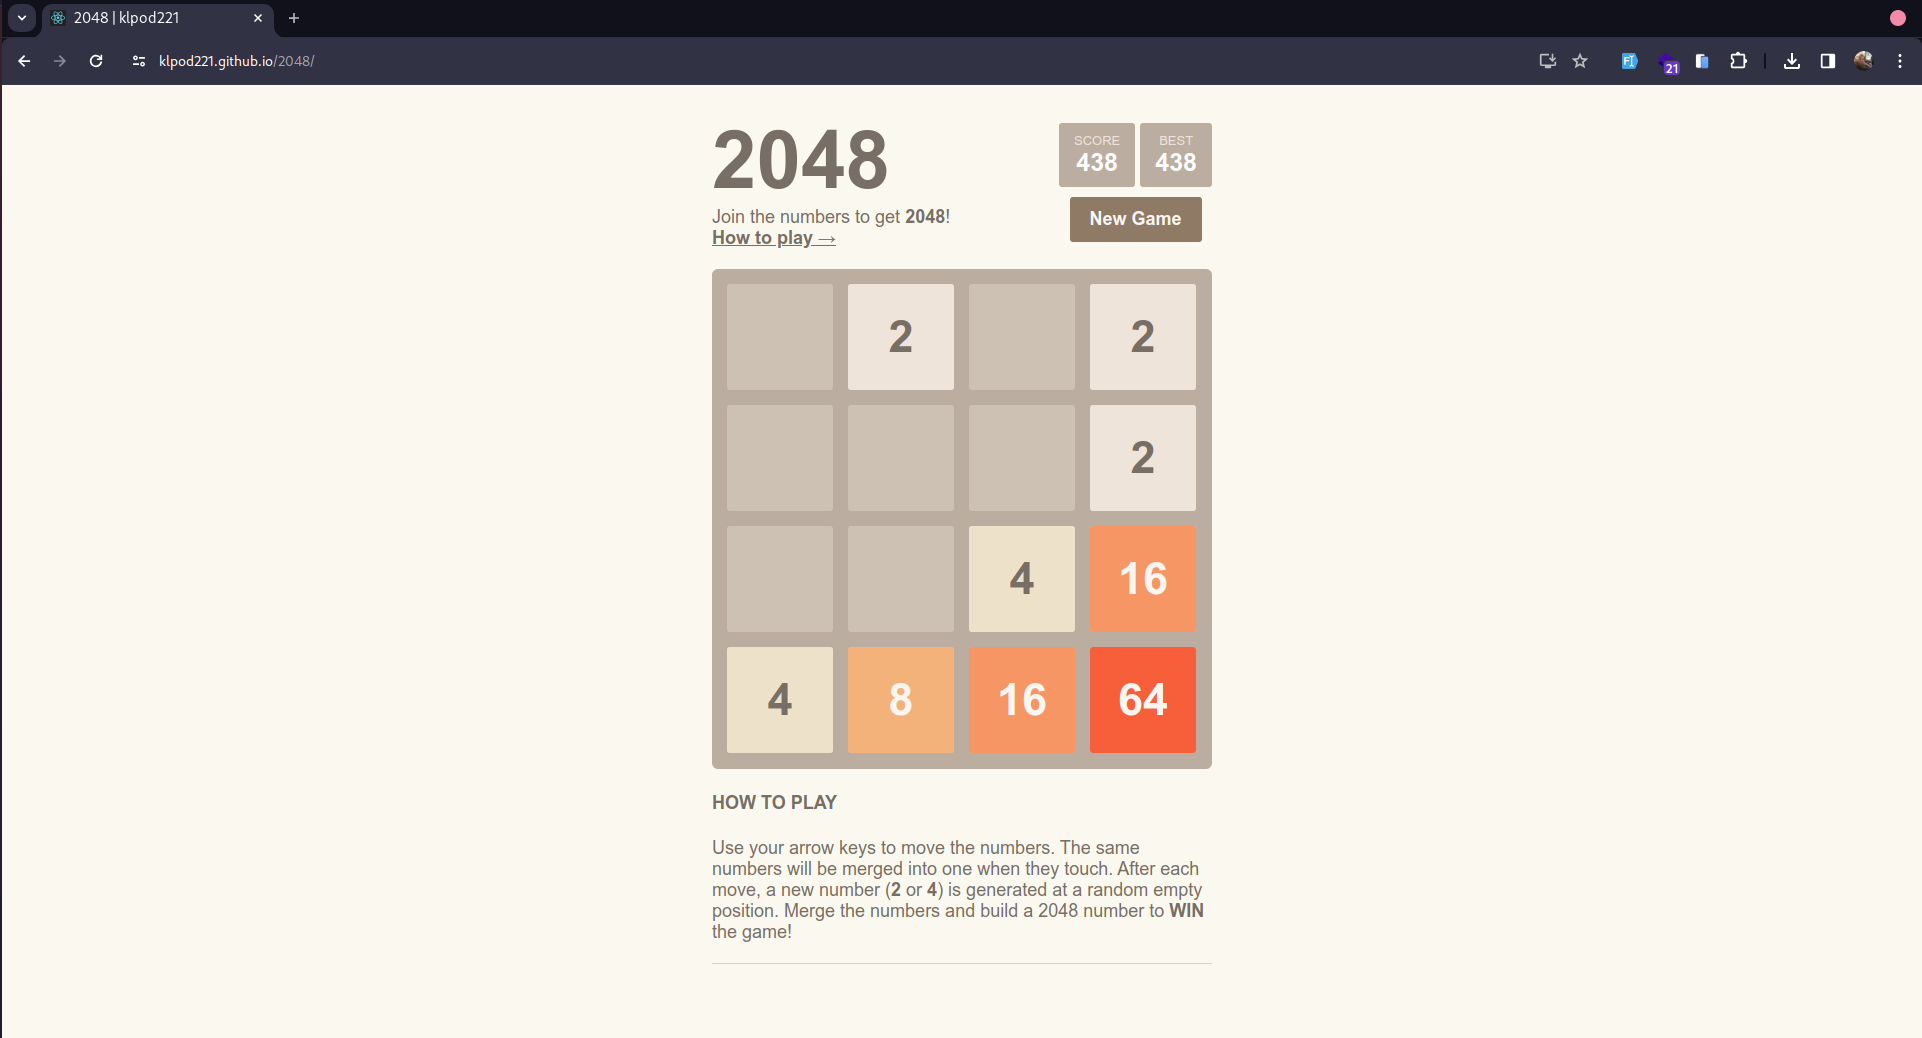 2048 | klpod221
klpod221.github.io/2048/
21
2048
SCORE
438
BEST
438
Join the numbers to get 2048!
How to play →
New Game
2 2
2
4 16
4 8 16 64
HOW TO PLAY
Use your arrow keys to move the numbers. The same
numbers will be merged into one when they touch. After each
move, a new number (2 or 4) is generated at a random empty
position. Merge the numbers and build a 2048 number to WIN
the game!